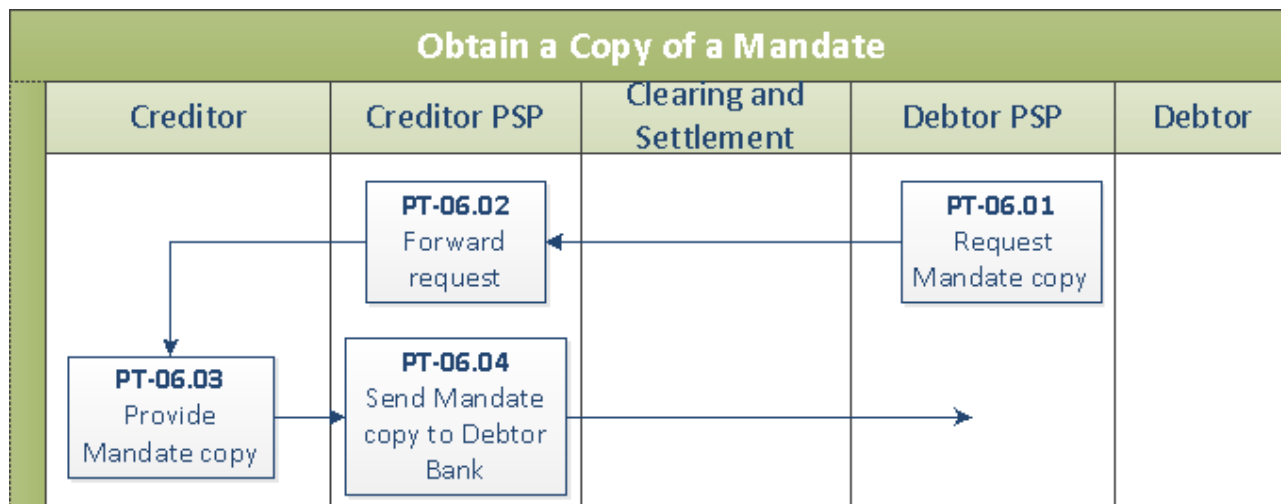 Obtain a Copy of a Mandate
Creditor
Creditor PSP
Clearing and
Settlement
Debtor PSP
Debtor
PT-06.02
Forward
request
PT-06.01
Request
Mandate copy
PT-06.03
Provide
Mandate copy
PT-06.04
Send Mandate
copy to Debtor
Bank